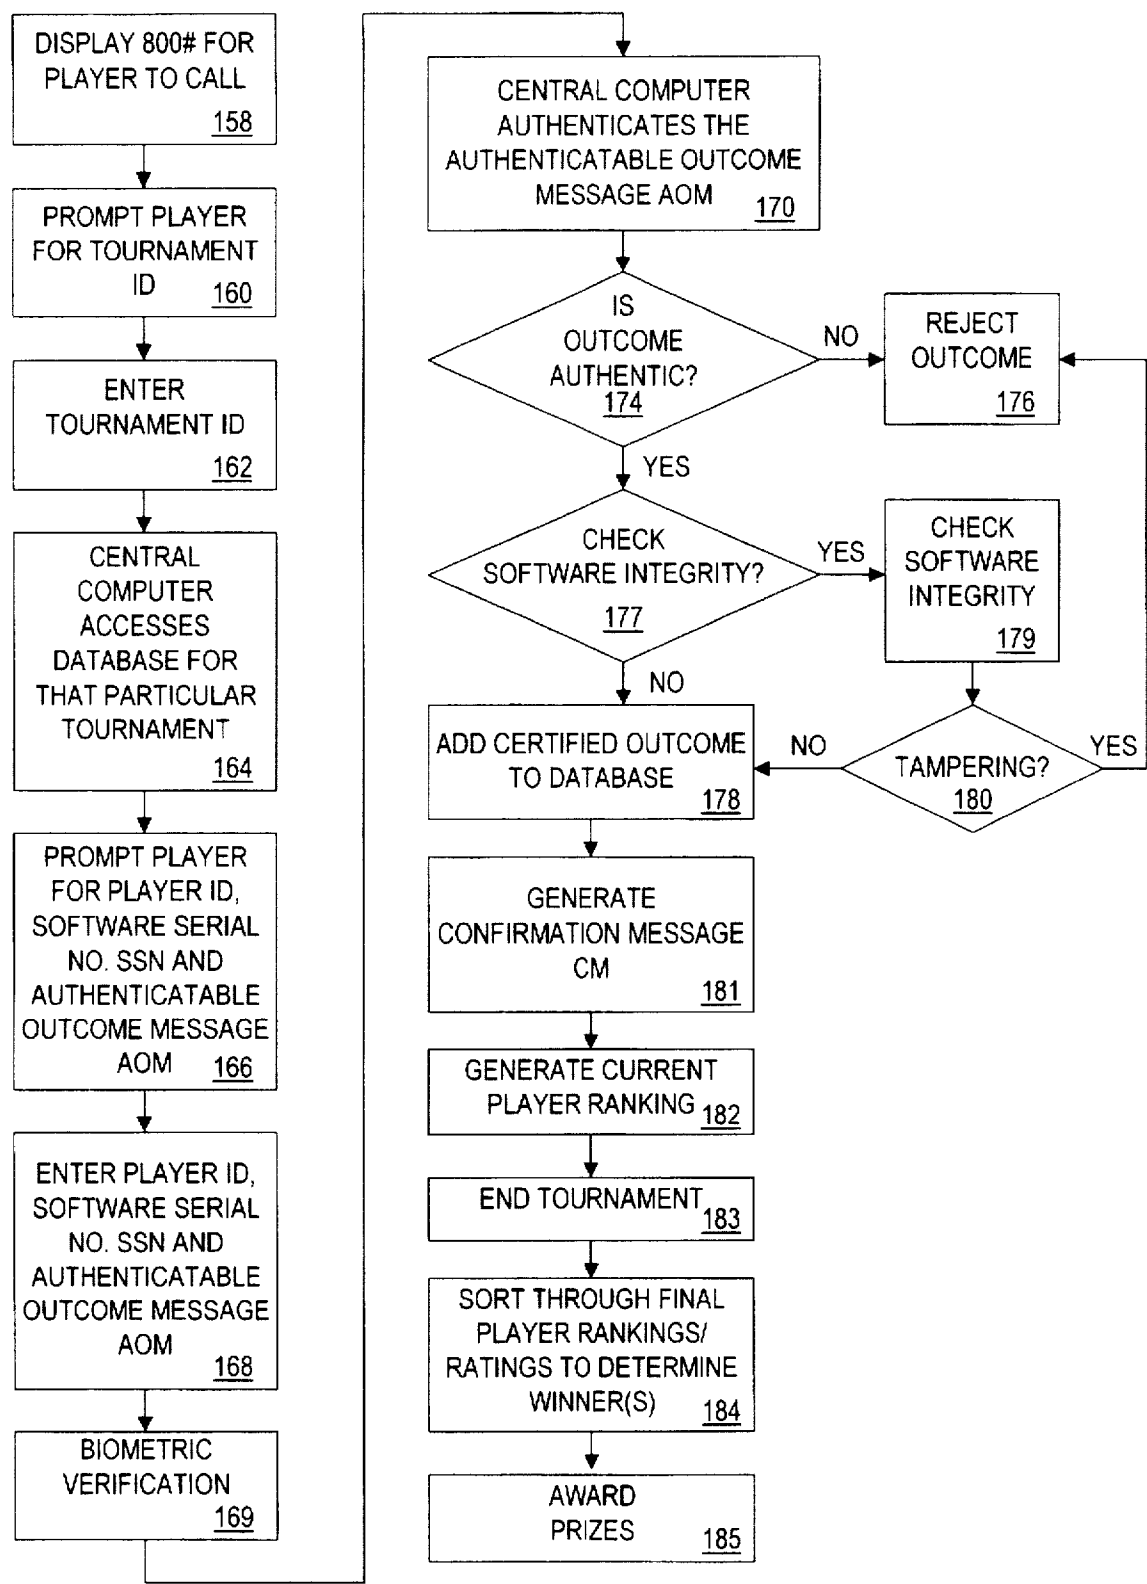 DISPLAY 800# FOR
PLAYER TO CALL
158
PROMPT PLAYER
FOR TOURNAMENT
ID 160
ENTER
TOURNAMENT ID
162
CENTRAL
COMPUTER
ACCESSES
DATABASE FOR
THAT PARTICULAR
TOURNAMENT
164
PROMPT PLAYER
FOR PLAYER ID,
SOFTWARE SERIAL
NO. SSN AND
AUTHENTICATABLE
OUTCOME MESSAGE
AOM 166
ENTER PLAYER ID,
SOFTWARE SERIAL
NO. SSN AND
AUTHENTICATABLE
OUTCOME MESSAGE
AOM 168
BIOMETRIC
VERIFICATION
169
CENTRAL COMPUTER
AUTHENTICATES THE
AUTHENTICATABLE OUTCOME
MESSAGE AOM 170
IS
OUTCOME
AUTHENTIC?
174
NO
REJECT
OUTCOME
176
YES
CHECK
SOFTWARE INTEGRITY?
177
YES
CHECK
SOFTWARE
INTEGRITY
179
NO
ADD CERTIFIED OUTCOME
TO DATABASE
178
NO
TAMPERING?
180
YES
GENERATE
CONFIRMATION MESSAGE
CM
181
GENERATE CURRENT
PLAYER RANKING
182
END TOURNAMENT
183
SORT THROUGH FINAL
PLAYER RANKINGS/
RATINGS TO DETERMINE
WINNER(S)
184
AWARD
PRIZES
185